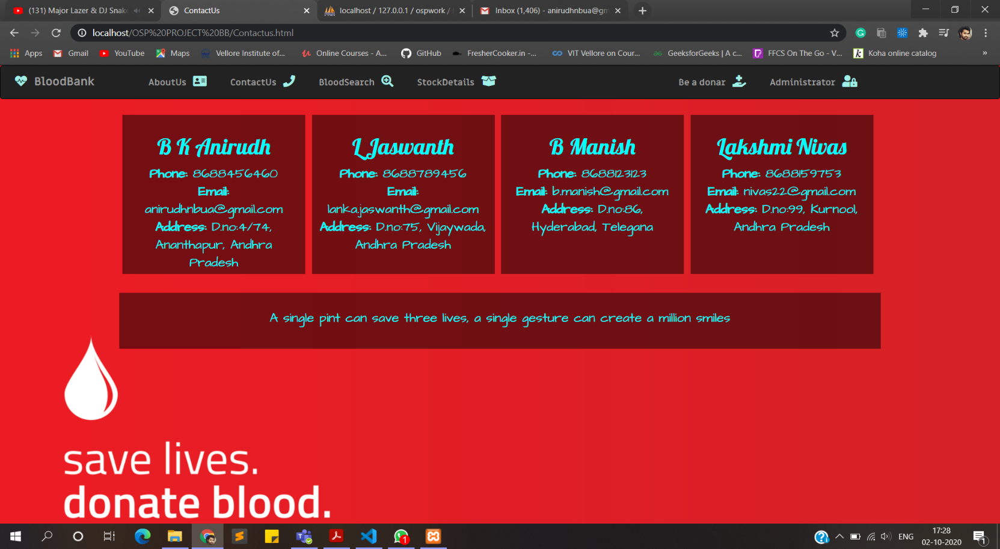 (131) Major Lazer & DJ Snak
ContactUs
localhost / 127.0.0.1 / ospwork /
Inbox (1,406) - anirudhnbua@gm
localhost/OSP%20PROJECT%20BB/Contactus.html
Apps
Gmail
YouTube
Maps
Vellore Institute of...
Online Courses - A...
GitHub
FresherCooker.in -...
VIT Vellore on Cour...
GeeksforGeeks | A c...
FFCS On The Go - V...
Koha online catalog
»
BloodBank
AboutUs
ContactUs
BloodSearch
StockDetails
Be a donar
Administrator
B K Anirudh
Phone: 8688456460
Email:
anirudhnbua@gmail.com
Address: D.no:4/74,
Ananthapur, Andhra
Pradesh
L Jaswanth
Phone: 8688789456
Email:
lanka.jaswanth@gmail.com
Address: D.no:75, Vijaywada,
Andhra Pradesh
B Manish
Phone: 8688123123
Email: b.manish@gmail.com
Address: D.no:86,
Hyderabad, Telegana
Lakshmi Nivas
Phone: 8688159753
Email: nivas22@gmail.com
Address: D.no:99, Kurnool,
Andhra Pradesh
A single pint can save three lives, a single gesture can create a million smiles
save lives.
donate blood.
ENG
17:28
02-10-2020
1
1